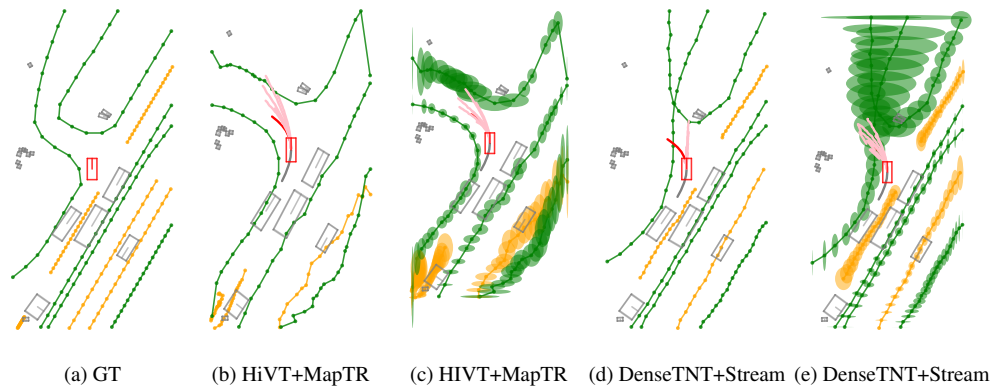 (a) GT
(b) HiVT+MapTR
(c) HIVT+MapTR
(d) DenseTNT+Stream
(e) DenseTNT+Stream